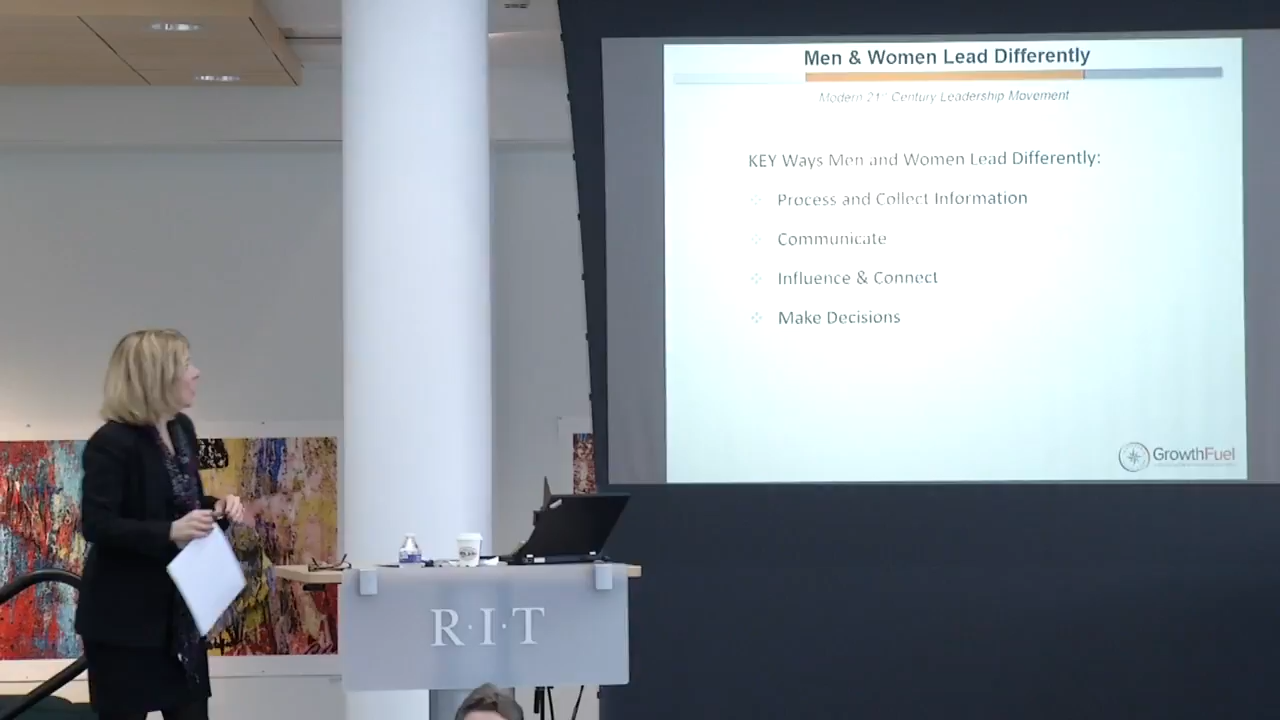 Men & Women Lead Differently
Modern 21st Century Leadership Movement
KEY Ways Men and Women Lead Differently:
Process and Collect Information
Communicate
Influence & Connect
Make Decisions
GrowthFuel
R·I·T